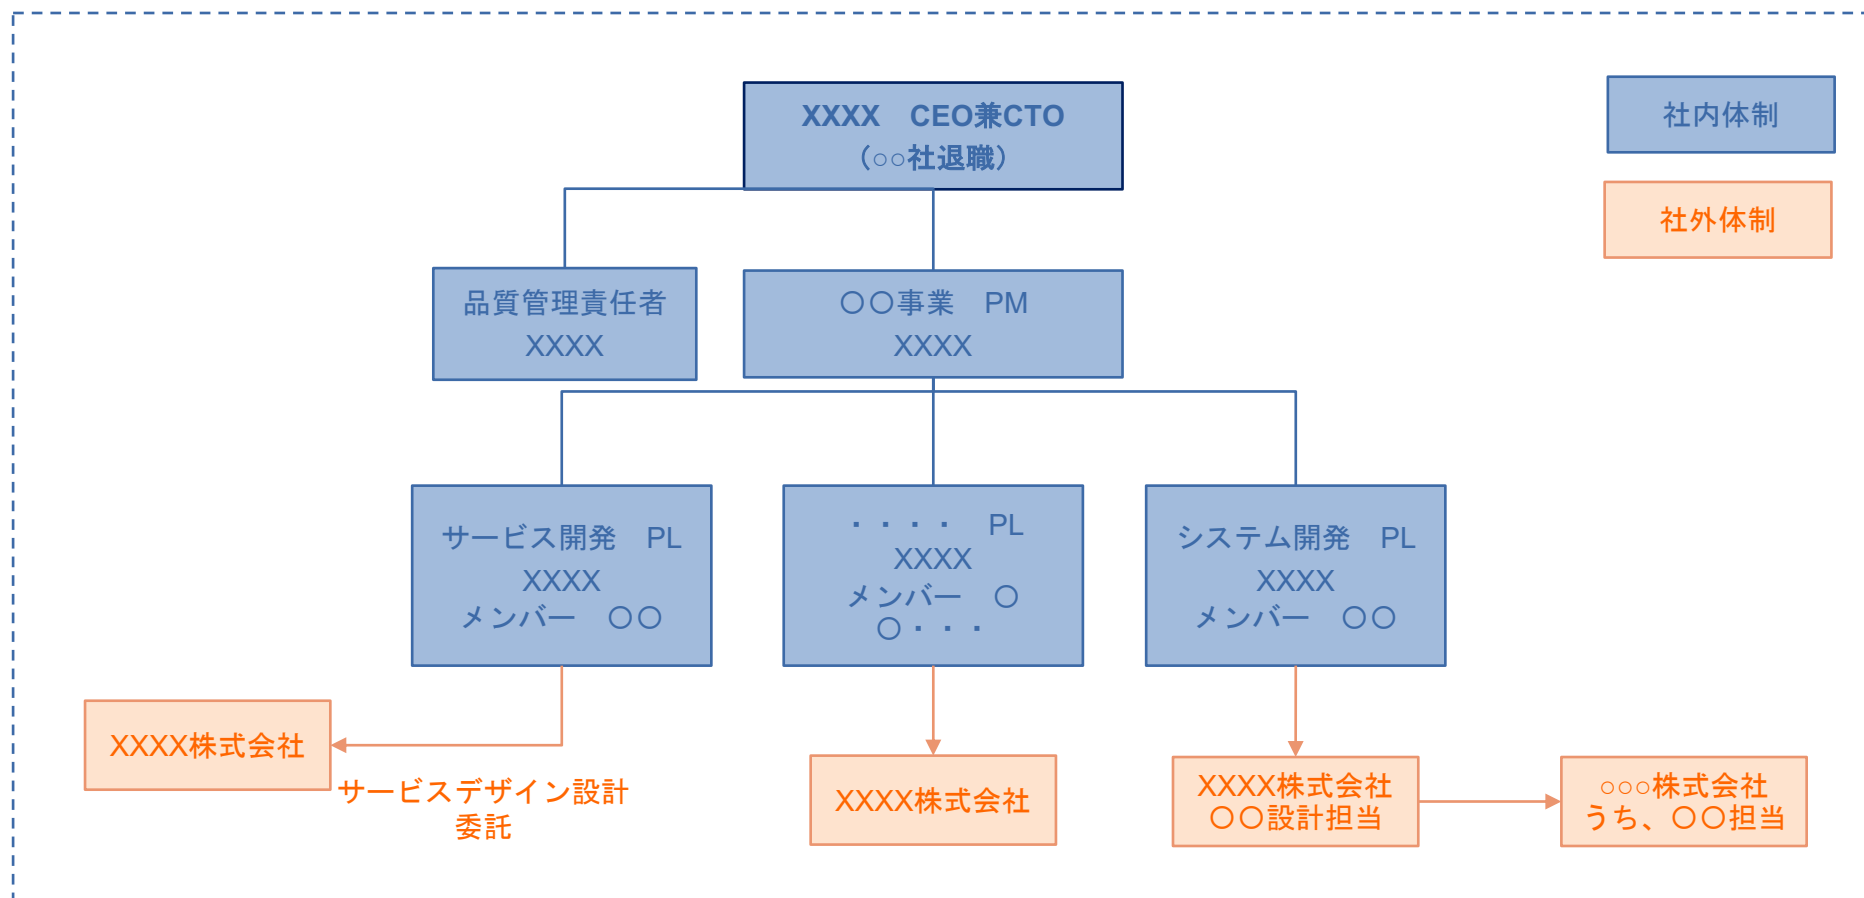 XXXX　CEO兼CTO
（○○社退職）
社内体制
社外体制
品質管理責任者
XXXX
〇〇事業　PM
XXXX
サービス開発　PL
XXXX
メンバー　〇〇
・・・・　PL
XXXX
メンバー　〇
〇・・・
システム開発　PL
XXXX
メンバー　〇〇
XXXX株式会社
サービスデザイン設計
委託
XXXX株式会社
XXXX株式会社
〇〇設計担当
○○○株式会社
うち、〇〇担当